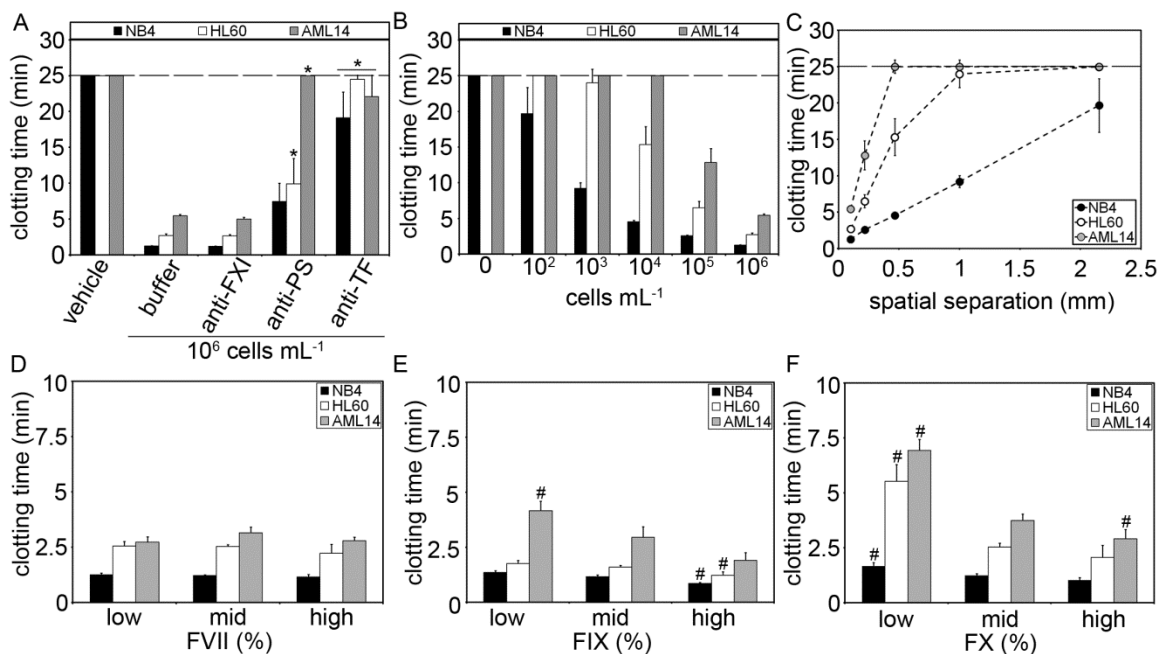 A
NB4 HL60 AML14
clotting time (min)
30
25
20
15
10
5
0
* * *
vehicle buffer anti-FXI anti-PS anti-TF
10⁶ cells mL⁻¹
B
NB4 HL60 AML14
clotting time (min)
30
25
20
15
10
5
0
0 10² 10³ 10⁴ 10⁵ 10⁶
cells mL⁻¹
C
clotting time (min)
30
25
20
15
10
5
0
NB4
HL60
AML14
0 0.5 1 1.5 2 2.5
spatial separation (mm)
D
clotting time (min)
10
7.5
5
2.5
0
NB4
HL60
AML14
low mid high
FVII (%)
E
clotting time (min)
10
7.5
5
2.5
0
NB4
HL60
AML14
# # #
low mid high
FIX (%)
F
clotting time (min)
10
7.5
5
2.5
0
NB4
HL60
AML14
# # # #
low mid high
FX (%)